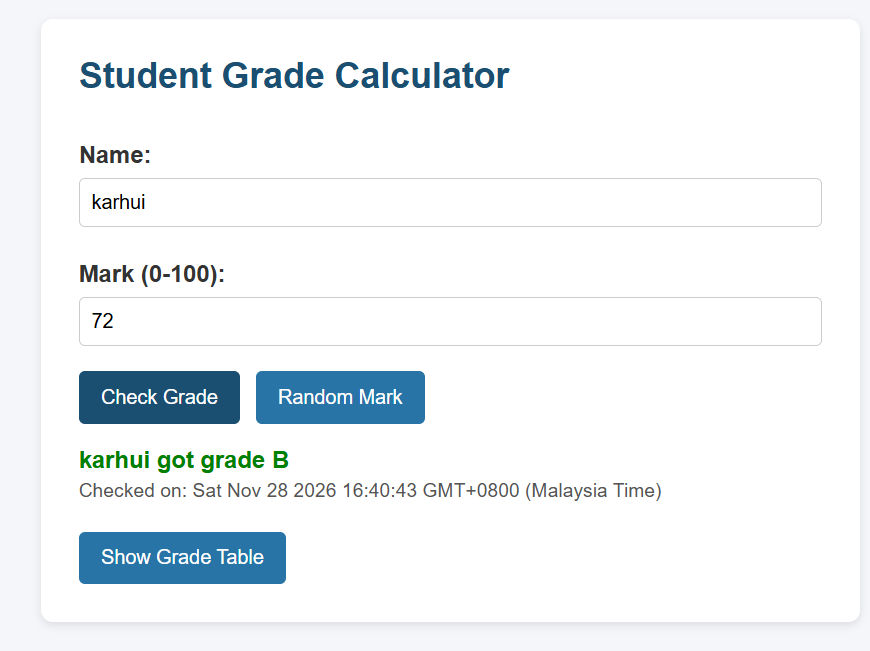 Student Grade Calculator
Name:
karhui
Mark (0-100):
72
Check Grade Random Mark
karhui got grade B
Checked on: Sat Nov 28 2026 16:40:43 GMT+0800 (Malaysia Time)
Show Grade Table